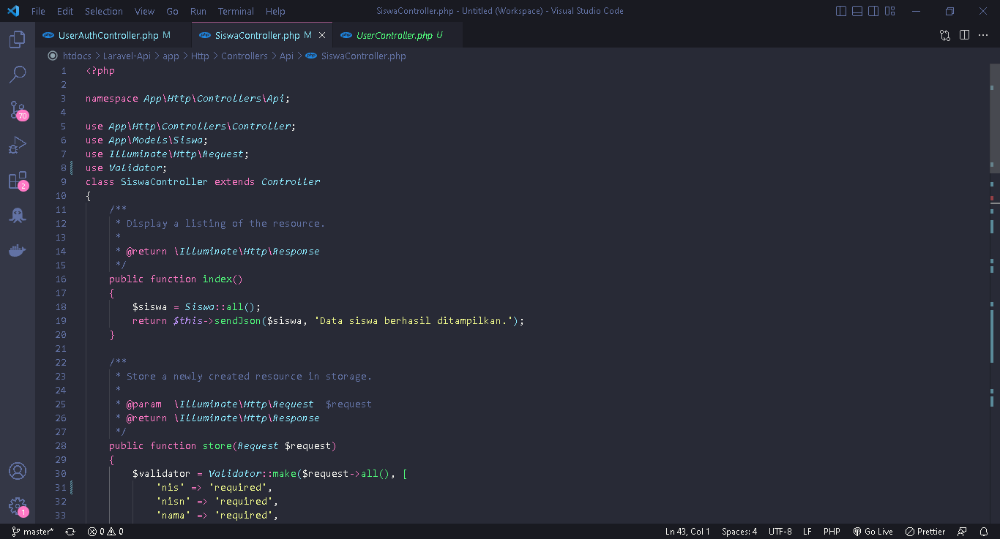 File Edit Selection View Go Run Terminal Help SiswaController.php - Untitled (Workspace) - Visual Studio Code
UserAuthController.php M SiswaController.php M UserController.php U
htdocs > Laravel-Api > app > Http > Controllers > Api > SiswaController.php
1 <?php
2
3 namespace App\Http\Controllers\Api;
4
5 use App\Http\Controllers\Controller;
6 use App\Models\Siswa;
7 use Illuminate\Http\Request;
8 use Validator;
9 class SiswaController extends Controller
10 {
11 /**
12 * Display a listing of the resource.
13 *
14 * @return \Illuminate\Http\Response
15 */
16 public function index()
17 {
18 $siswa = Siswa::all();
19 return $this->sendJson($siswa, 'Data siswa berhasil ditampilkan.');
20 }
21
22 /**
23 * Store a newly created resource in storage.
24 *
25 * @param  \Illuminate\Http\Request  $request
26 * @return \Illuminate\Http\Response
27 */
28 public function store(Request $request)
29 {
30 $validator = Validator::make($request->all(), [
31 'nis' => 'required',
32 'nisn' => 'required',
33 'nama' => 'required',
70
2
1
master* 0 0 Ln 43, Col 1 Spaces: 4 UTF-8 LF PHP Go Live Prettier